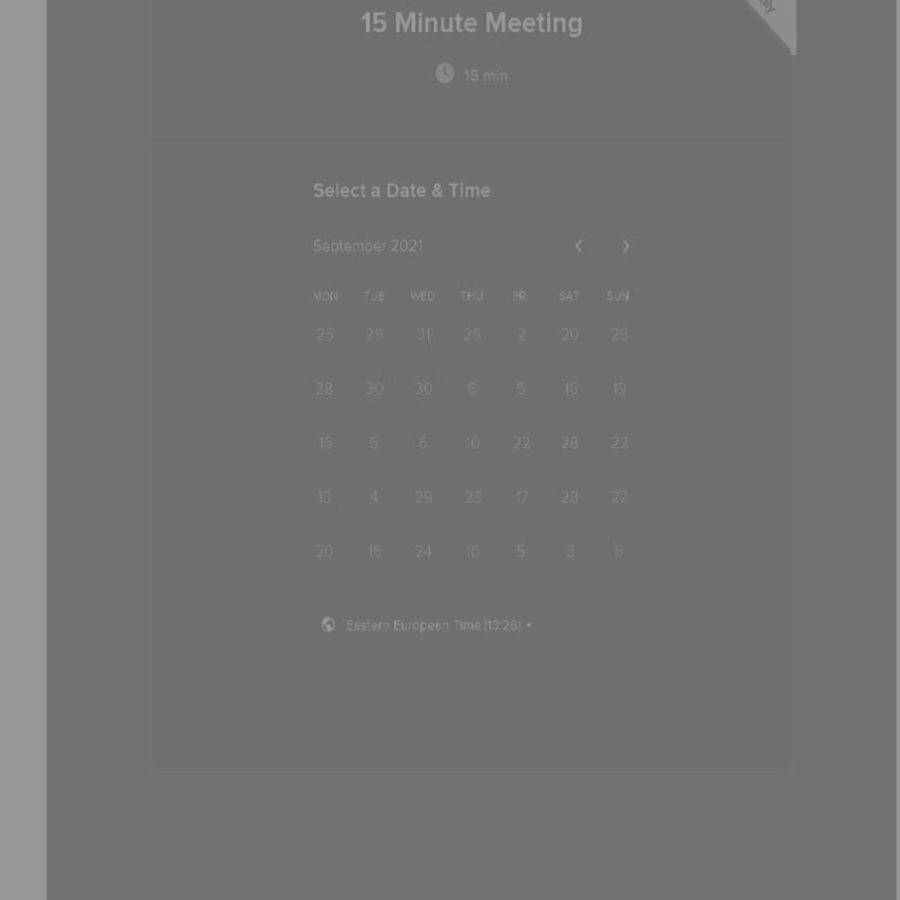 15 Minute Meeting
15 min
Select a Date & Time
September 2021
MON TUE WED THU FRI SAT SUN
25 29 31 26 2 20 25
28 30 30 5 5 16 19
16 5 6 10 22 28 22
13 4 29 23 17 28 27
20 16 24 10 5 3 6
Eastern European Time (13:26)